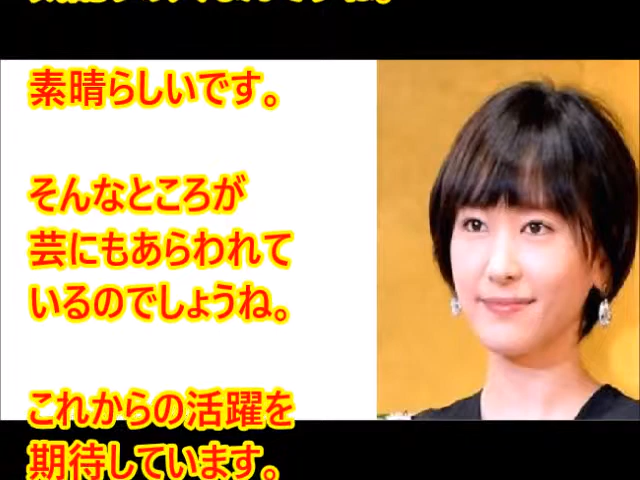 素晴らしいです。
そんなところが
芸にもあらわれて
いるのでしょうね。
これからの活躍を
期待しています。